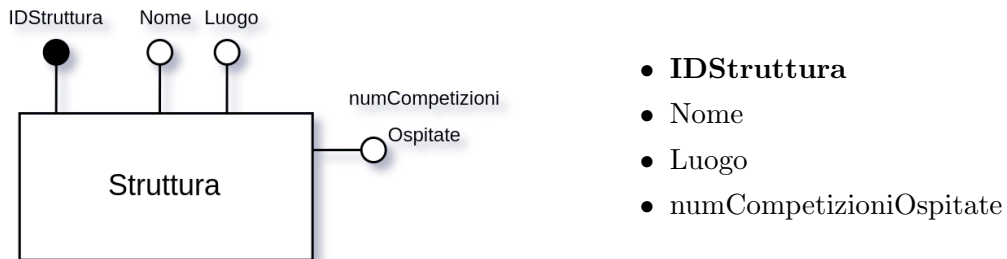 IDStruttura
Nome
Luogo
numCompetizioni
Ospitate
Struttura
• IDStruttura
• Nome
• Luogo
• numCompetizioniOspitate